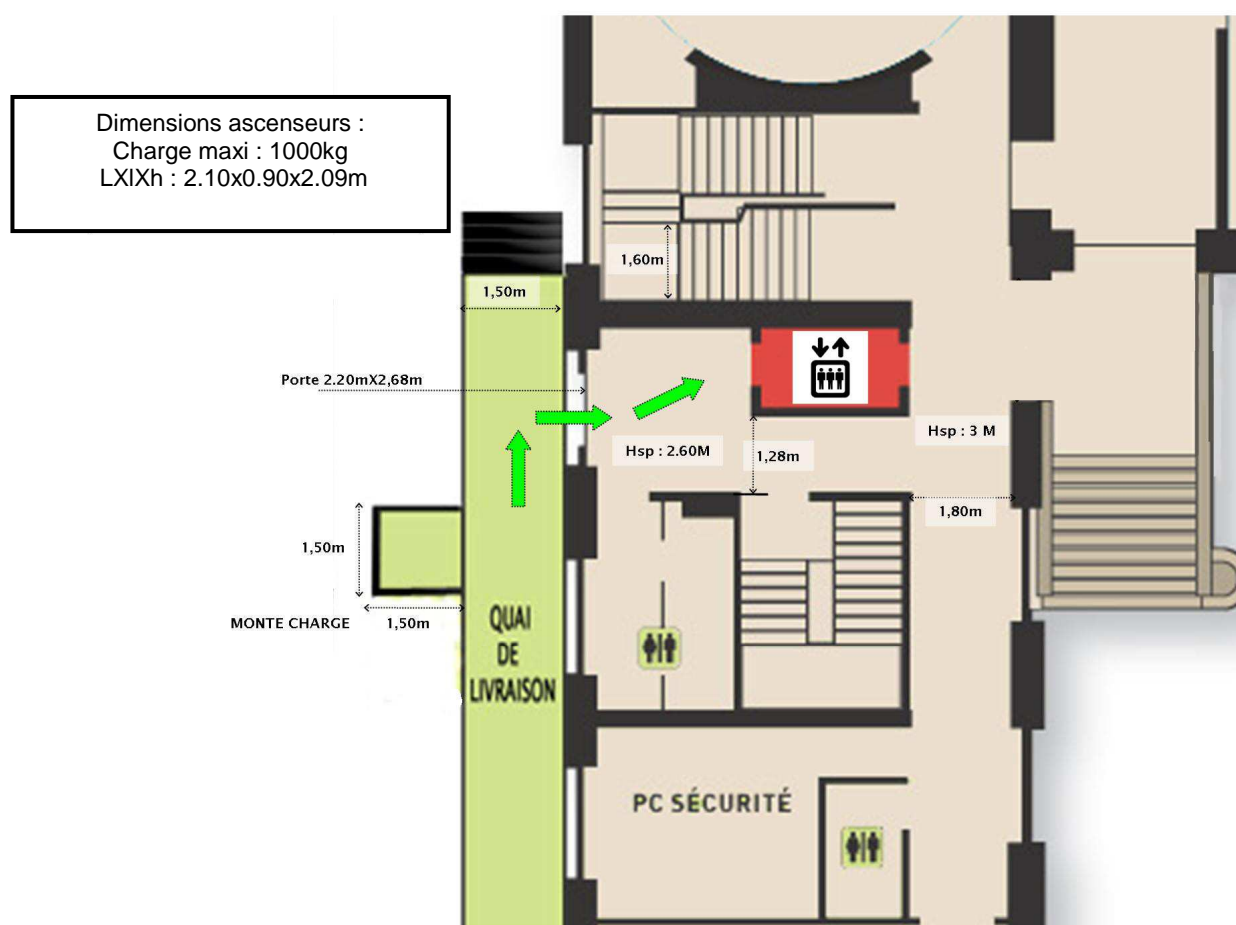 Dimensions ascenseurs :
Charge maxi : 1000kg
LXlXh : 2.10x0.90x2.09m
1,60m
1,50m
Porte 2.20mX2,68m
Hsp : 2.60M
1,28m
Hsp : 3 M
1,80m
1,50m
MONTE CHARGE
1,50m
QUAI
DE
LIVRAISON
PC SÉCURITÉ